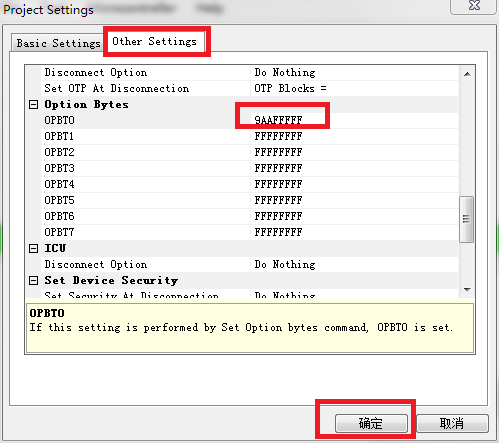 Help
Project Settings
Basic Settings Other Settings
Disconnect Option Do Nothing
Set OTP At Disconnection OTP Blocks =
Option Bytes
OPBT0 9AAFFFFF
OPBT1 FFFFFFFF
OPBT2 FFFFFFFF
OPBT3 FFFFFFFF
OPBT4 FFFFFFFF
OPBT5 FFFFFFFF
OPBT6 FFFFFFFF
OPBT7 FFFFFFFF
ICU
Disconnect Option Do Nothing
Set Device Security
Set Security At Disconnection Do Nothing
OPBT0
If this setting is performed by Set Option bytes command, OPBT0 is set.
确定 取消